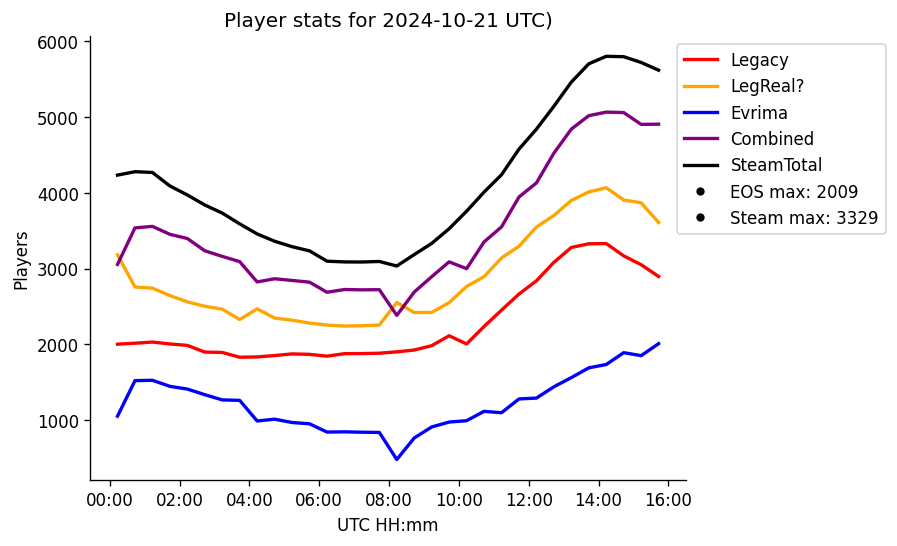 Player stats for 2024-10-21 UTC)
6000
5000
4000
3000
2000
1000
Players
00:00 02:00 04:00 06:00 08:00 10:00 12:00 14:00 16:00
UTC HH:mm
Legacy
LegReal?
Evrima
Combined
SteamTotal
EOS max: 2009
Steam max: 3329